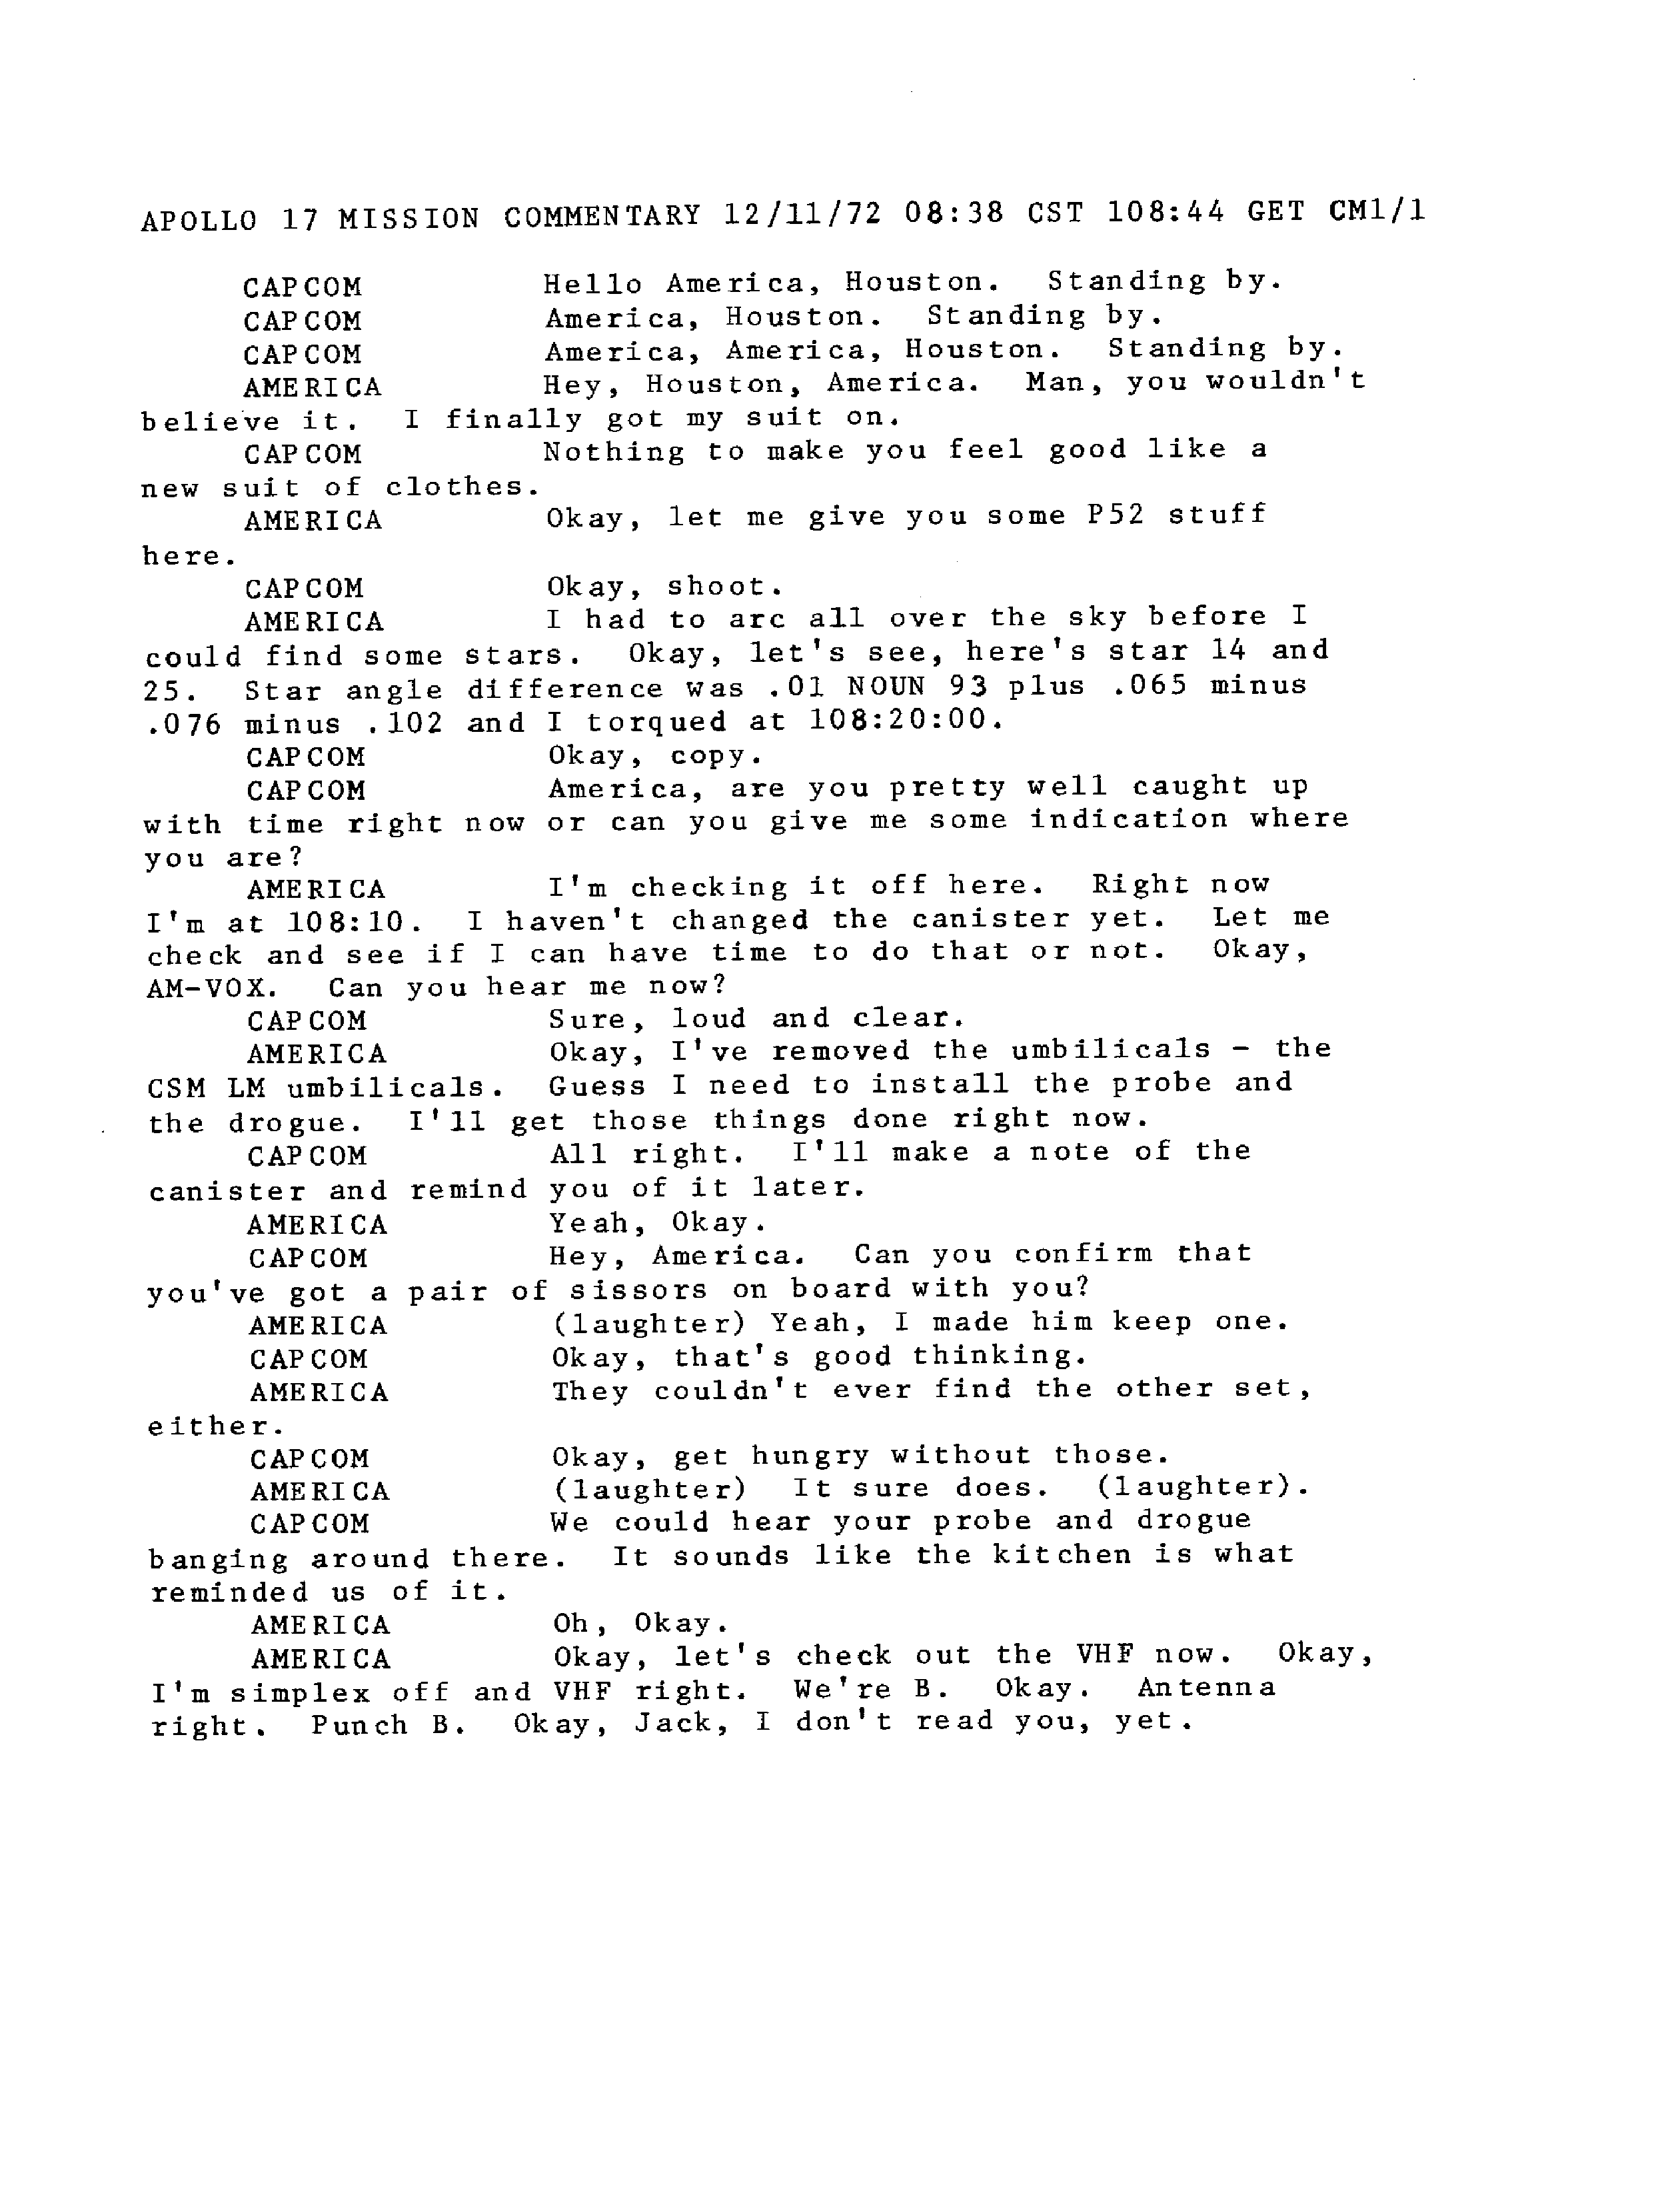 APOLLO 17 MISSION COMMENTARY 12/11/72 08:38 CST 108:44 GET CM1/1
CAPCOM Hello America, Houston. Standing by.
CAPCOM America, Houston. Standing by.
CAPCOM America, America, Houston. Standing by.
AMERICA Hey, Houston, America. Man, you wouldn't
believe it. I finally got my suit on.
CAPCOM Nothing to make you feel good like a
new suit of clothes.
AMERICA Okay, let me give you some P52 stuff
here.
CAPCOM Okay, shoot.
AMERICA I had to arc all over the sky before I
could find some stars. Okay, let's see, here's star 14 and
25. Star angle difference was .01 NOUN 93 plus .065 minus
.076 minus .102 and I torqued at 108:20:00.
CAPCOM Okay, copy.
CAPCOM America, are you pretty well caught up
with time right now or can you give me some indication where
you are?
AMERICA I'm checking it off here. Right now
I'm at 108:10. I haven't changed the canister yet. Let me
check and see if I can have time to do that or not. Okay,
AM-VOX. Can you hear me now?
CAPCOM Sure, loud and clear.
AMERICA Okay, I've removed the umbilicals - the
CSM LM umbilicals. Guess I need to install the probe and
the drogue. I'll get those things done right now.
CAPCOM All right. I'll make a note of the
canister and remind you of it later.
AMERICA Yeah, Okay.
CAPCOM Hey, America. Can you confirm that
you've got a pair of sissors on board with you?
AMERICA (laughter) Yeah, I made him keep one.
CAPCOM Okay, that's good thinking.
AMERICA They couldn't ever find the other set,
either.
CAPCOM Okay, get hungry without those.
AMERICA (laughter) It sure does. (laughter).
CAPCOM We could hear your probe and drogue
banging around there. It sounds like the kitchen is what
reminded us of it.
AMERICA Oh, Okay.
AMERICA Okay, let's check out the VHF now. Okay,
I'm simplex off and VHF right. We're B. Okay. Antenna
right. Punch B. Okay, Jack, I don't read you, yet.